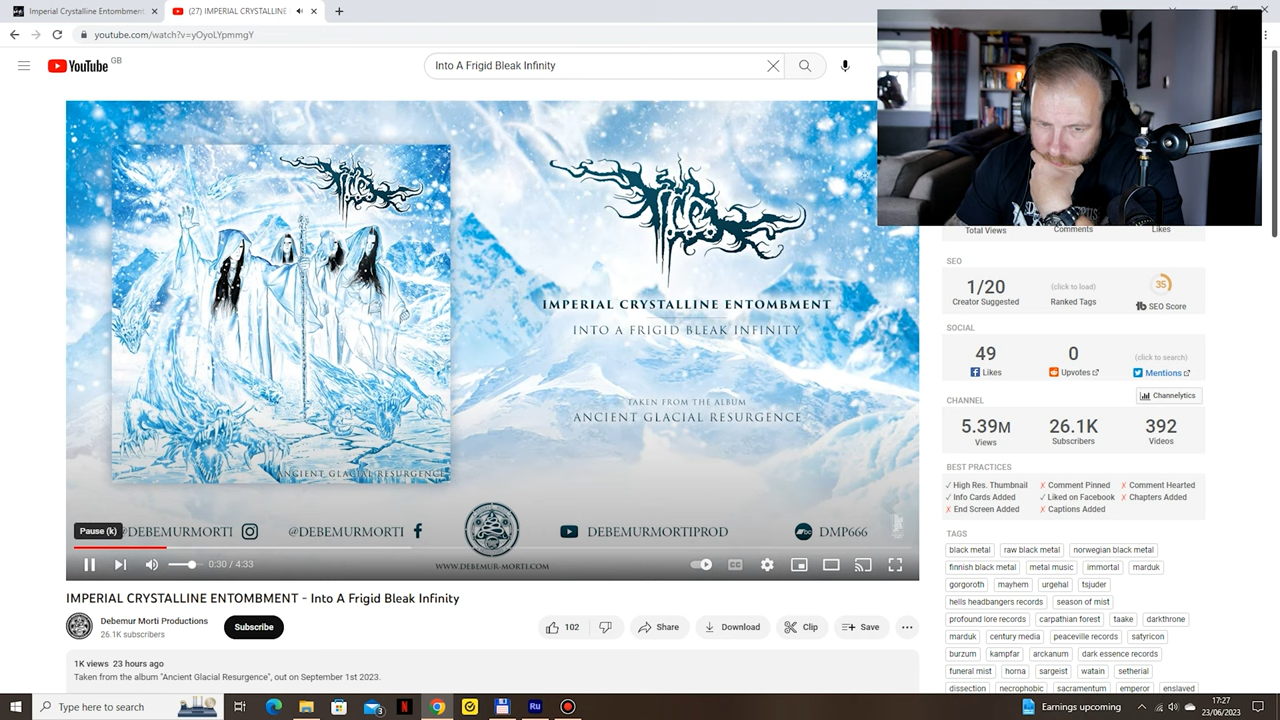 Imperial Crystalline Entombment
(27) IMPERIAL CRYSTALLINE
youtube.com/watch?v=yOyoLYpmmgY
YouTube GB
Into A Frigid Bleak Infinity
ICE
IMPERIAL CRYSTALLINE ENTOMBMENT
INTO A FRIGID BLEAK INFINITY
TAKEN FROM THE ALBUM
ANCIENT GLACIAL RESURGENCE
ANCIENT GLACIAL RESURGENCE
Pause (k)
@DEBEMURMORTI
@DEBEMURMORTI
DEBEMURMORTIPROD
DMP666
WWW.DEBEMUR-MORTI.COM
0:30 / 4:33
IMPERIAL CRYSTALLINE ENTOMBMENT - Into A Frigid Bleak Infinity
Debemur Morti Productions
26.1K subscribers
Subscribe
102
Share
Download
Clip
Save
1K views 23 hours ago
Taken from the album "Ancient Glacial Resurgence", out on September 1st 2023.
Total Views Comments Likes
SEO
1/20 (click to load) 35
Creator Suggested Ranked Tags SEO Score
SOCIAL
49 0 (click to search)
Likes Upvotes Mentions
CHANNEL
Channelytics
5.39M 26.1K 392
Views Subscribers Videos
BEST PRACTICES
✓ High Res. Thumbnail ✗ Comment Pinned ✗ Comment Hearted
✓ Info Cards Added ✓ Liked on Facebook ✗ Chapters Added
✗ End Screen Added ✗ Captions Added
TAGS
black metal raw black metal norwegian black metal
finnish black metal metal music immortal marduk
gorgoroth mayhem urgehal tsjuder
hells headbangers records season of mist
profound lore records carpathian forest taake darkthrone
marduk century media peaceville records satyricon
burzum kampfar arckanum dark essence records
funeral mist horna sargeist watain setherial
dissection necrophobic sacramentum emperor enslaved
Type here to search
Earnings upcoming
17:27
23/06/2023